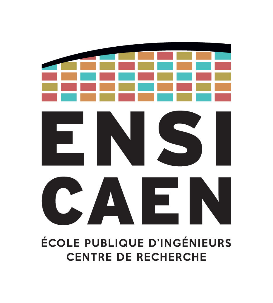 ENSI
CAEN
ÉCOLE PUBLIQUE D'INGÉNIEURS
CENTRE DE RECHERCHE